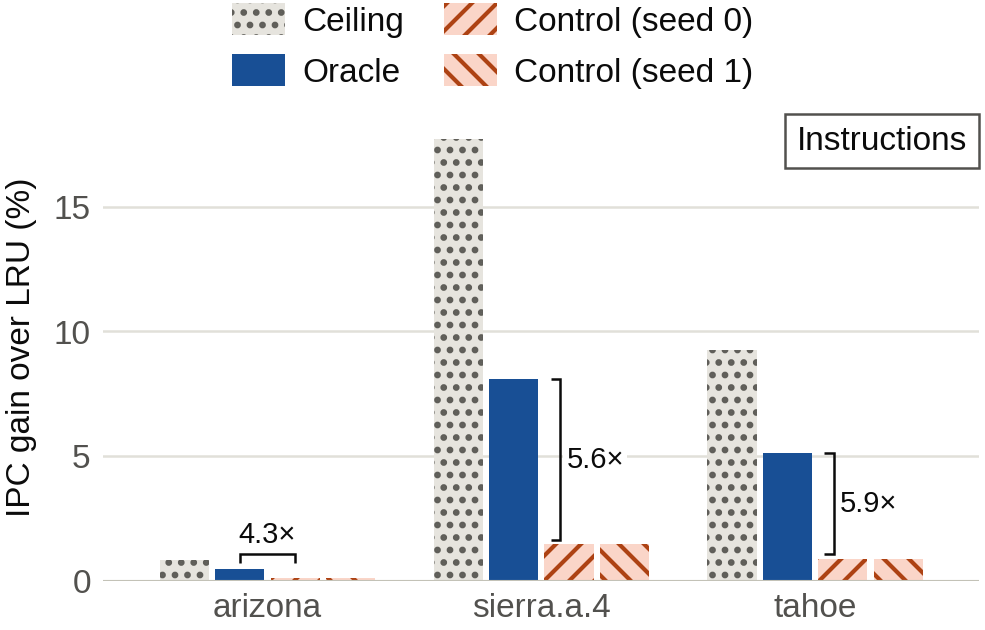 Ceiling
Control (seed 0)
Oracle
Control (seed 1)
Instructions
IPC gain over LRU (%)
15
10
5
0
4.3×
5.6×
5.9×
arizona
sierra.a.4
tahoe